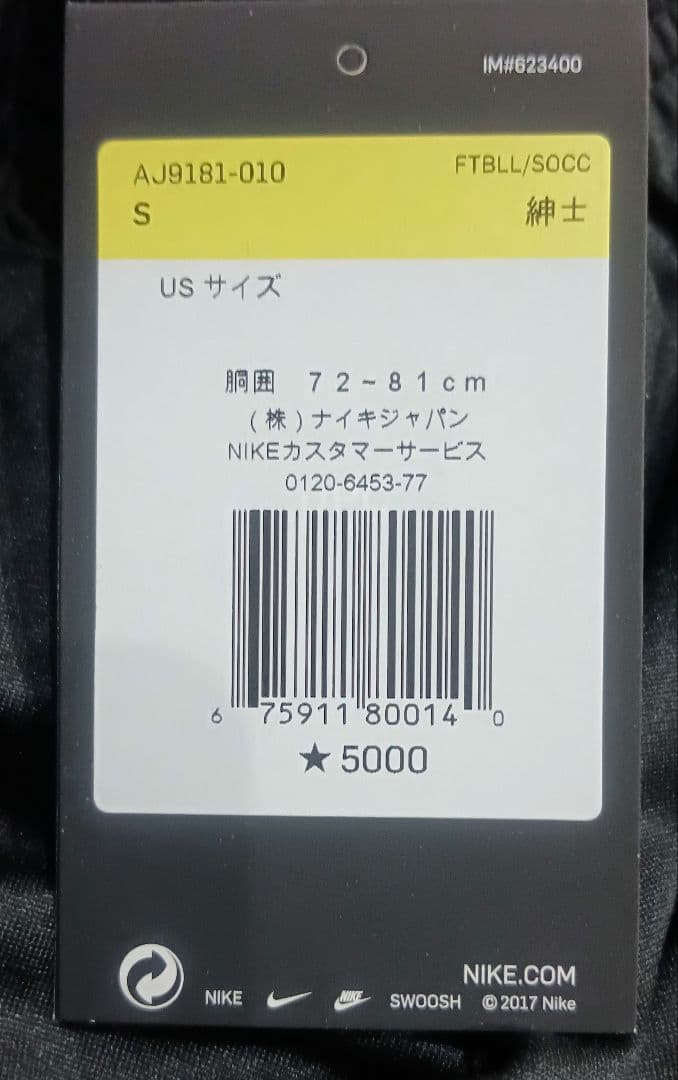 IM#623400
AJ9181-010 FTBLL/SOCC
S 紳士
US サイズ
胴囲 72~81cm
(株)ナイキジャパン
NIKEカスタマーサービス
0120-6453-77
6 75911 80014 0
★5000
NIKE.COM
NIKE NIKE SWOOSH ©2017 Nike